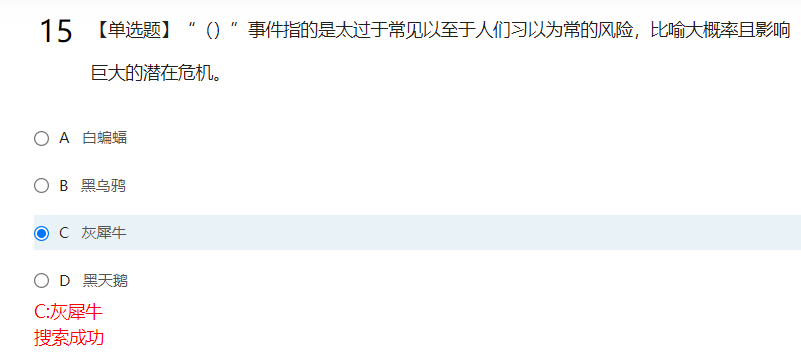 15 【单选题】“（）”事件指的是太过于常见以至于人们习以为常的风险，比喻大概率且影响
巨大的潜在危机。
A 白蝙蝠
B 黑乌鸦
C 灰犀牛
D 黑天鹅
C:灰犀牛
搜索成功